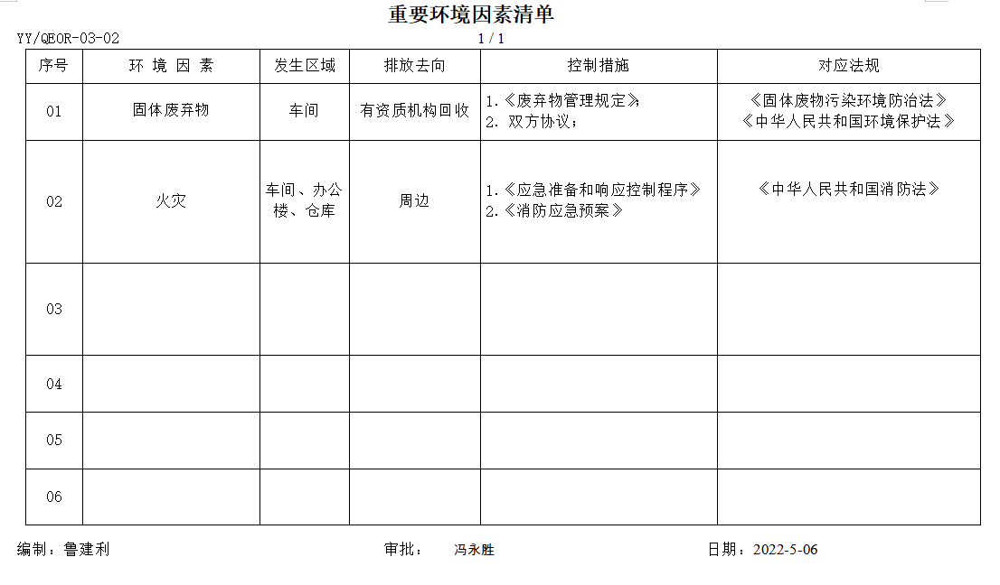 重要环境因素清单
YY/QEOR-03-02 1 / 1
序号 环 境 因 素 发生区域 排放去向 控制措施 对应法规
01 固体废弃物 车间 有资质机构回收 1.《废弃物管理规定》; 《固体废物污染环境防治法》
2. 双方协议; 《中华人民共和国环境保护法》
02 火灾 车间、办公 周边 1.《应急准备和响应控制程序》 《中华人民共和国消防法》
楼、仓库 2.《消防应急预案》
03
04
05
06
编制：鲁建利 审批： 冯永胜 日期：2022-5-06